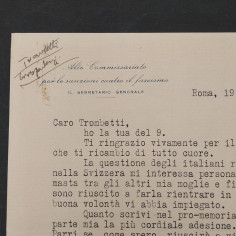 Trombetti
Alto Commissariato
per le sanzioni contro il fascismo
IL SEGRETARIO GENERALE
Roma, 19
Caro Trombetti,
ho la tua del 9.
Ti ringrazio vivamente per il
che ti ricambio di tutto cuore
La questione degli italiani r
nella Svizzera mi interessa person
masta tra gli altri mia moglie e fi
sono riuscito a farla rientrare
buona volontà vi abbia impiegato.
Quanto scrivi nel pro-memoria
parte mia la più cordiale adesione.